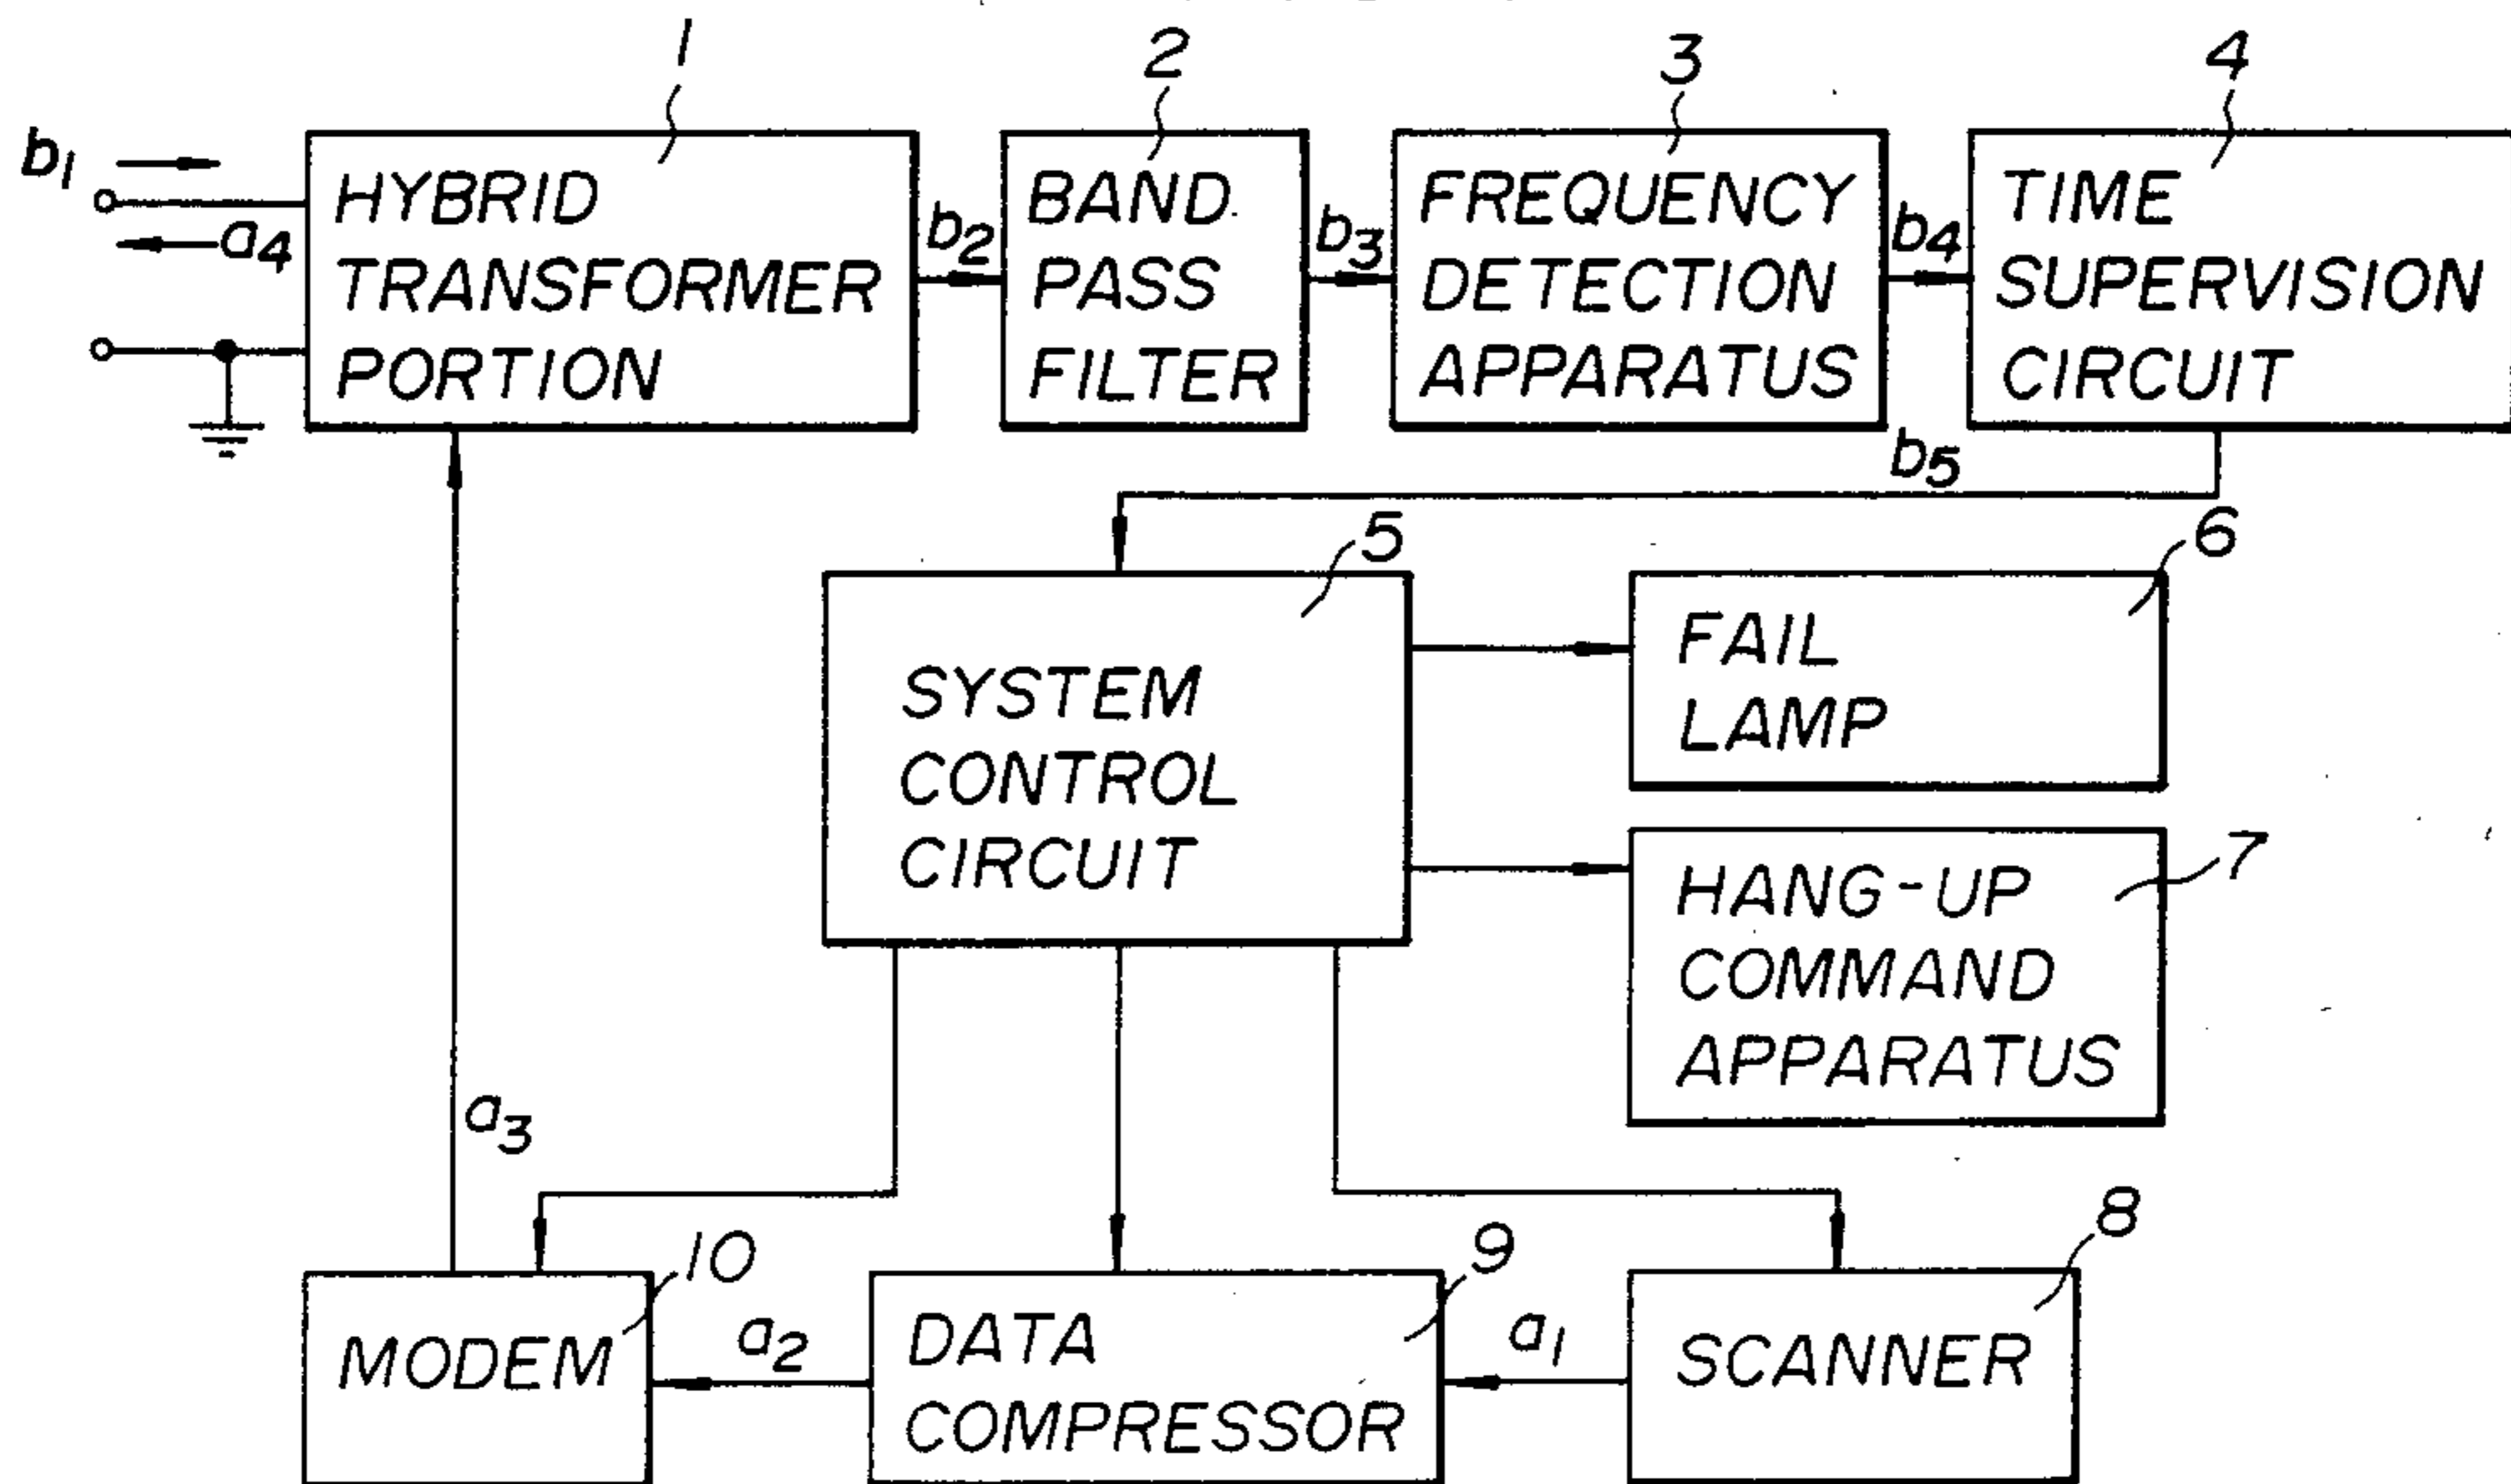 1
2
3
4
b1
a4
HYBRID
TRANSFORMER
PORTION
b2
BAND
PASS
FILTER
b3
FREQUENCY
DETECTION
APPARATUS
b4
TIME
SUPERVISION
CIRCUIT
b5
5
SYSTEM
CONTROL
CIRCUIT
6
FAIL
LAMP
7
HANG-UP
COMMAND
APPARATUS
a3
10
MODEM
a2
9
DATA
COMPRESSOR
a1
8
SCANNER